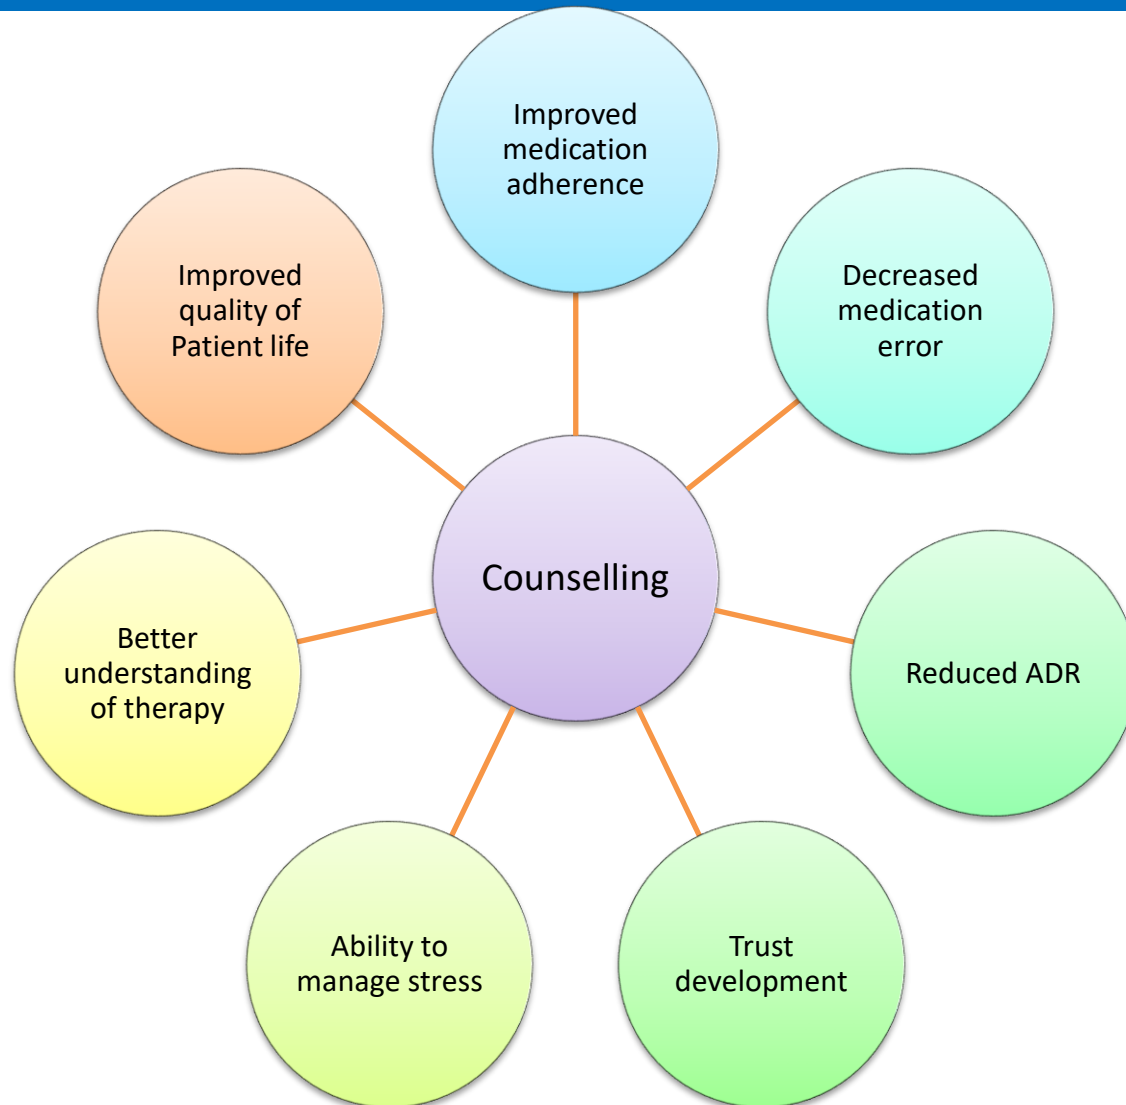 Improved
medication
adherence
Decreased
medication
error
Reduced ADR
Trust
development
Ability to
manage stress
Better
understanding
of therapy
Improved
quality of
Patient life
Counselling